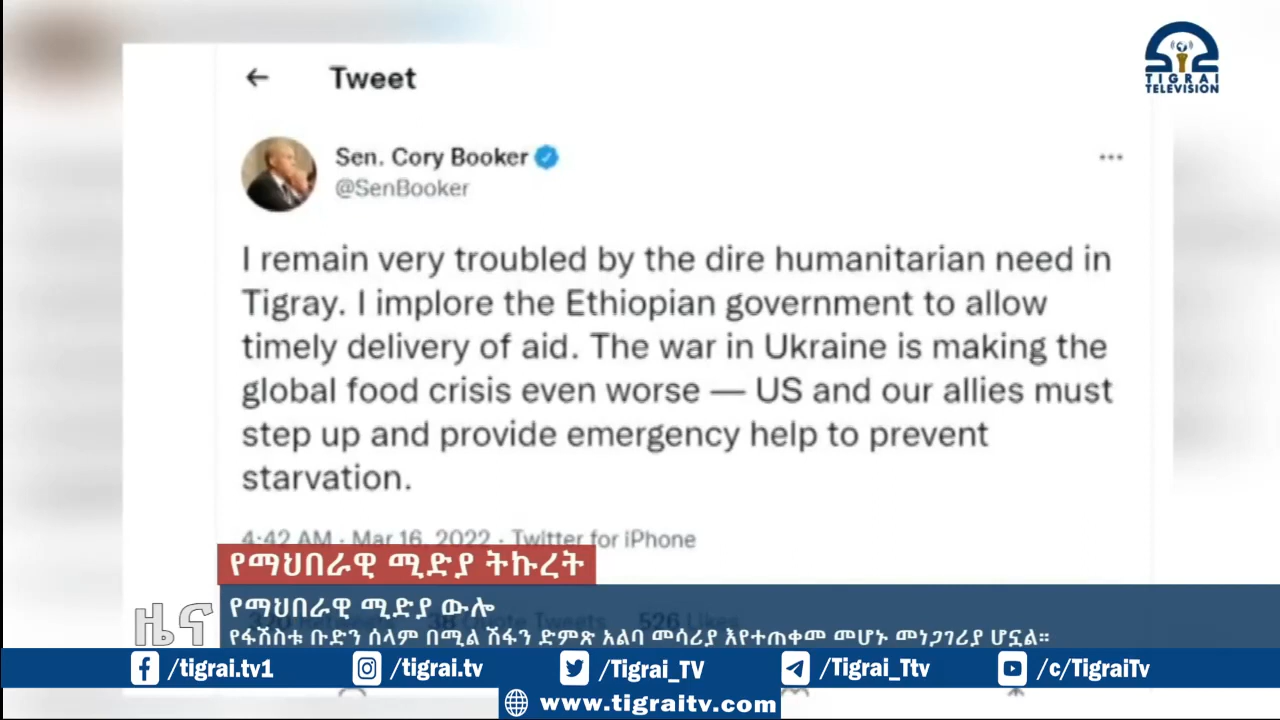 ← Tweet
TIGRAI
TELEVISION
Sen. Cory Booker
@SenBooker
I remain very troubled by the dire humanitarian need in
Tigray. I implore the Ethiopian government to allow
timely delivery of aid. The war in Ukraine is making the
global food crisis even worse — US and our allies must
step up and provide emergency help to prevent
starvation.
4:42 AM · Mar 16, 2022 · Twitter for iPhone
የማህበራዊ ሚድያ ትኩረት
ዜና
የማህበራዊ ሚድያ ውሎ
Quote Tweets 526 Likes
የፋሽስቱ ቡድን ሰላም በሚል ሽፋን ድምጽ አልባ መሳሪያ እየተጠቀመ መሆኑ መነጋገሪያ ሆኗል።
/tigrai.tv1 /tigrai.tv /Tigrai_TV /Tigrai_Ttv /c/TigraiTv
www.tigraitv.com